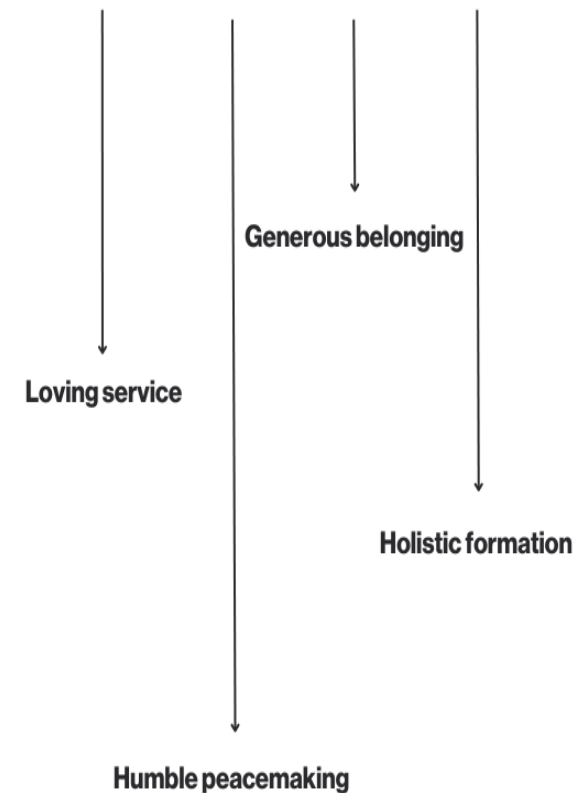 Generous belonging
Loving service
Holistic formation
Humble peacemaking